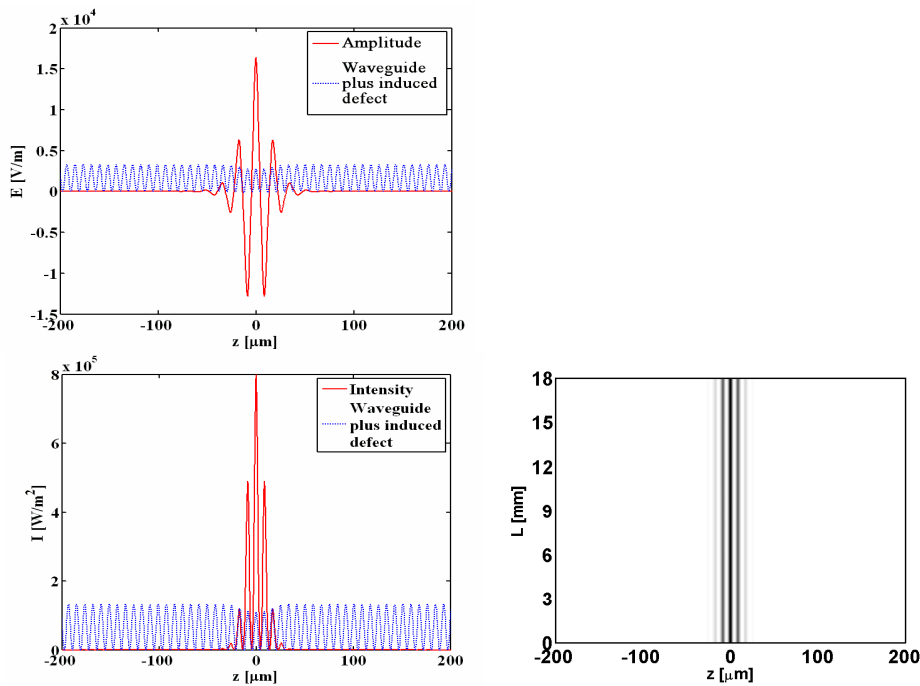 x 10⁴
2
1.5
1
0.5
0
-0.5
-1
-1.5
E [V/m]
Amplitude
Waveguide
plus induced
defect
-200
-100
0
100
200
z [μm]
x 10⁵
8
6
4
2
0
I [W/m²]
Intensity
Waveguide
plus induced
defect
-200
-100
0
100
200
z [μm]
18
15
12
9
6
3
0
L [mm]
-200
-100
0
100
200
z [μm]